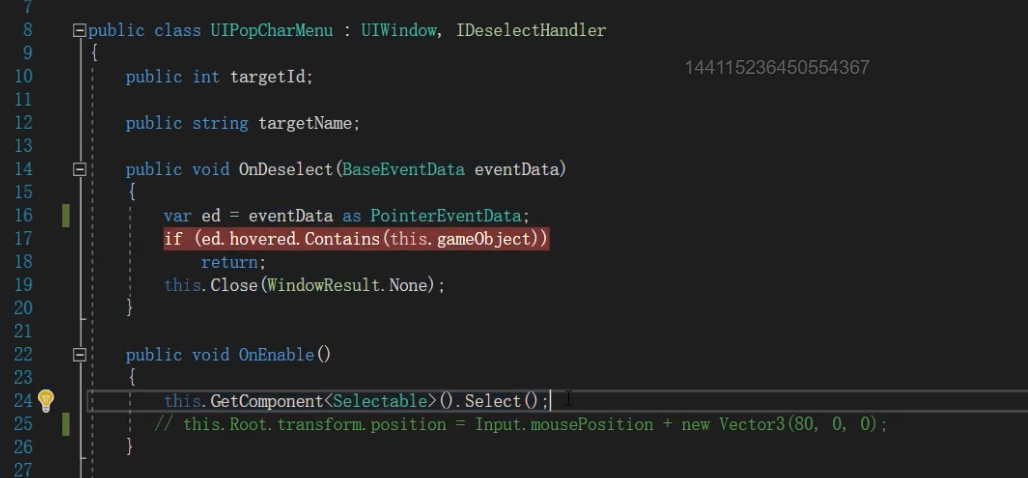 7
8 public class UIPopCharMenu : UIWindow, IDeselectHandler
9 {
144115236450554367
10 public int targetId;
11
12 public string targetName;
13
14 public void OnDeselect(BaseEventData eventData)
15 {
16 var ed = eventData as PointerEventData;
17 if (ed.hovered.Contains(this.gameObject))
18 return;
19 this.Close(WindowResult.None);
20 }
21
22 public void OnEnable()
23 {
24 this.GetComponent<Selectable>().Select();
25 // this.Root.transform.position = Input.mousePosition + new Vector3(80, 0, 0);
26 }
27